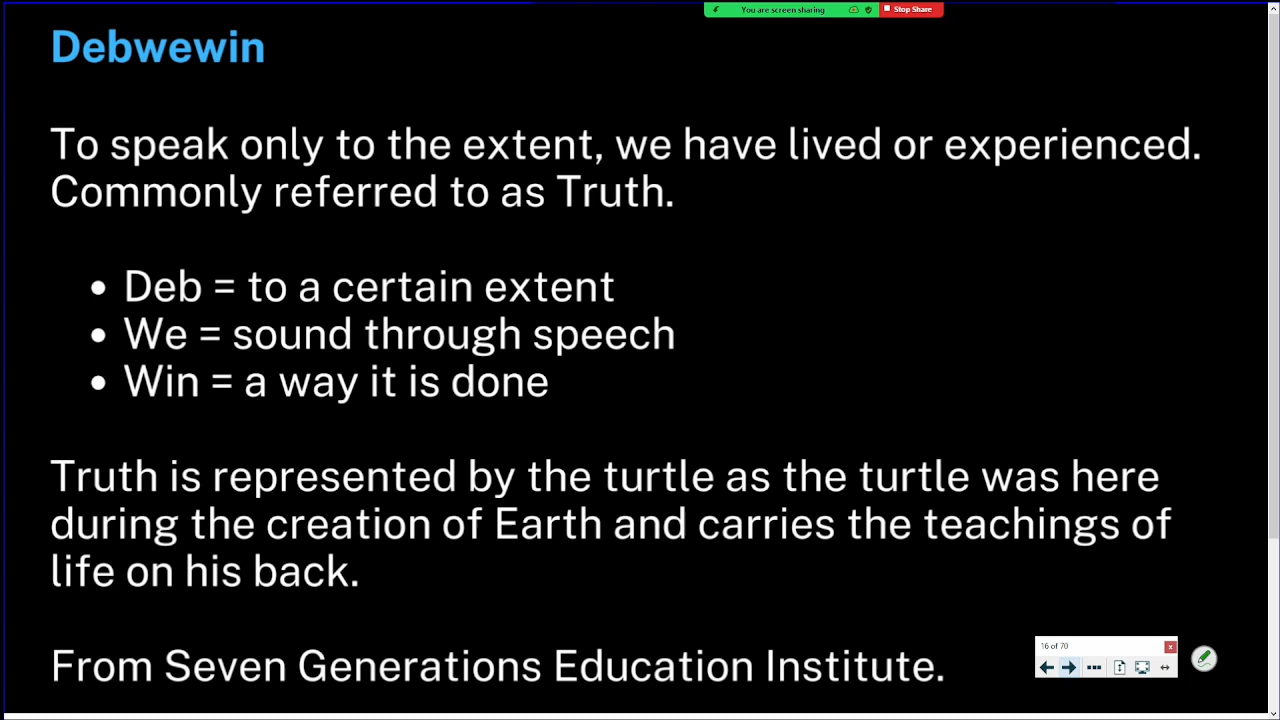 You are screen sharing
Stop Share
Debwewin
To speak only to the extent, we have lived or experienced.
Commonly referred to as Truth.
• Deb = to a certain extent
• We = sound through speech
• Win = a way it is done
Truth is represented by the turtle as the turtle was here
during the creation of Earth and carries the teachings of
life on his back.
From Seven Generations Education Institute.
16 of 70